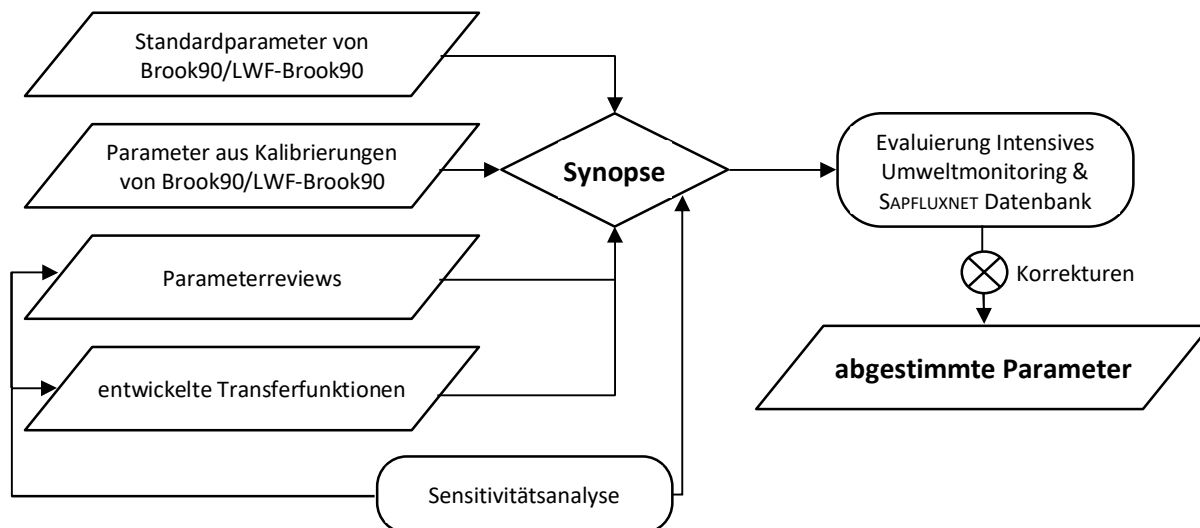 Standardparameter von
Brook90/LWF-Brook90
Parameter aus Kalibrierungen
von Brook90/LWF-Brook90
Parameterreviews
entwickelte Transferfunktionen
Sensitivitätsanalyse
Synopse
Evaluierung Intensives
Umweltmonitoring &
SAPFLUXNET Datenbank
Korrekturen
abgestimmte Parameter